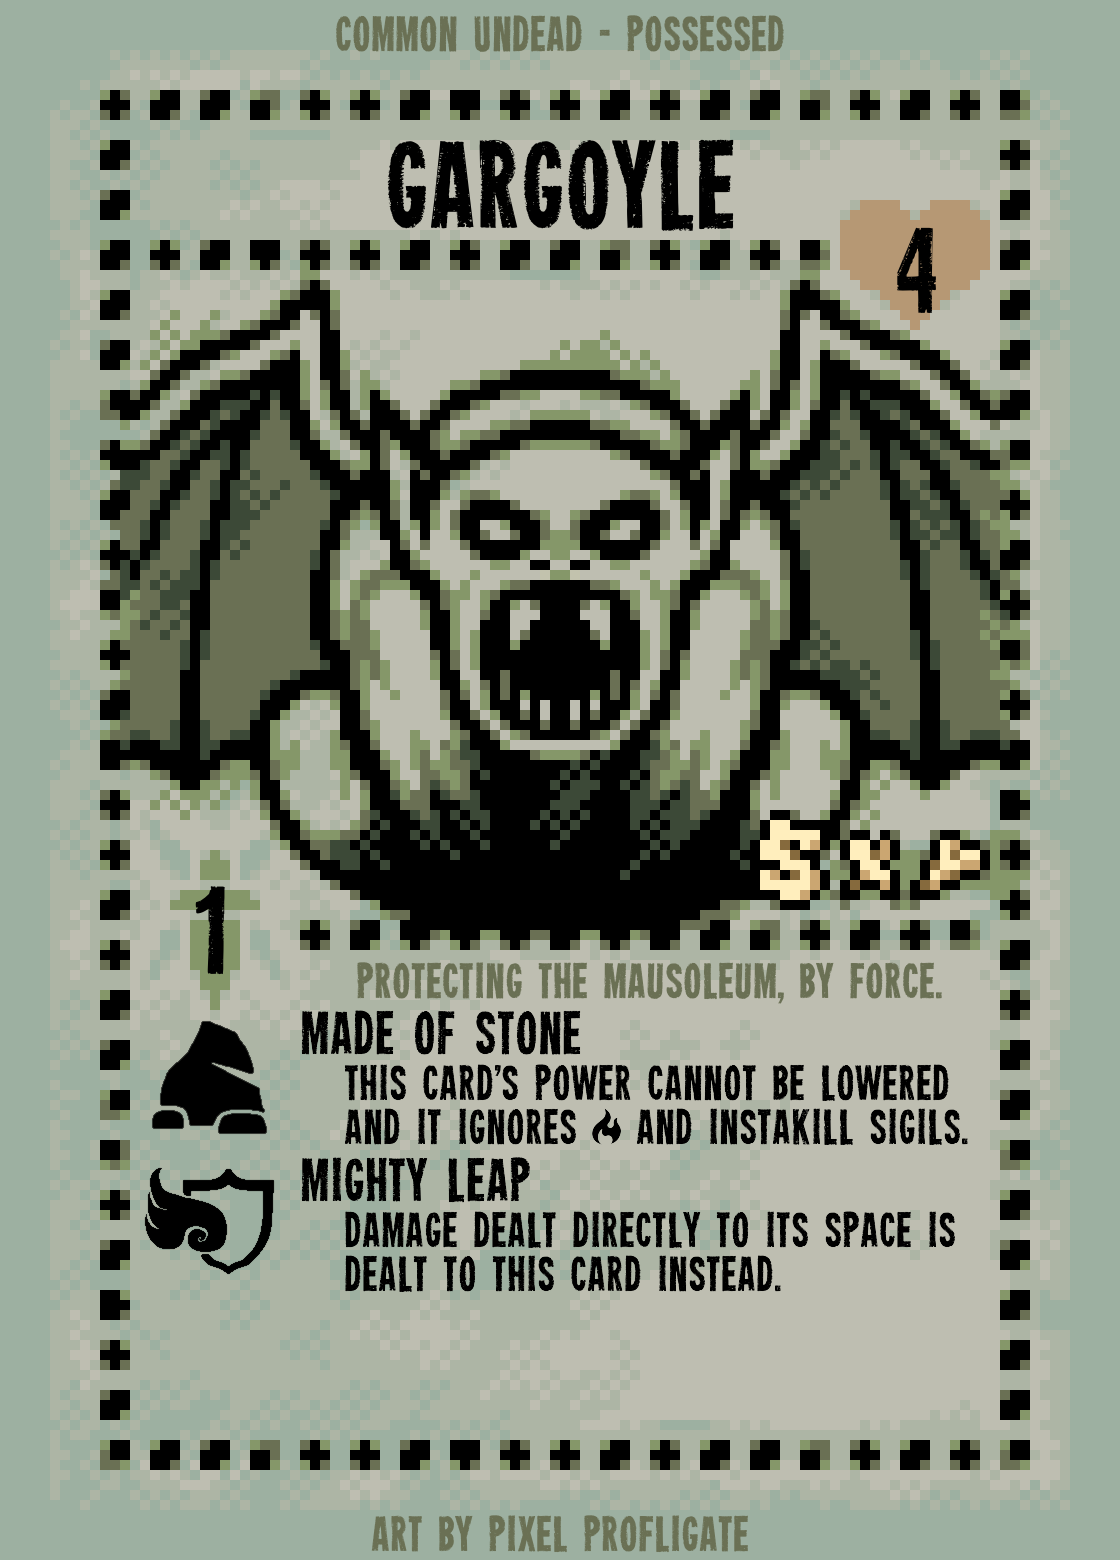 COMMON UNDEAD - POSSESSED
GARGOYLE
4
5 X
1
PROTECTING THE MAUSOLEUM, BY FORCE.
MADE OF STONE
THIS CARD'S POWER CANNOT BE LOWERED
AND IT IGNORES AND INSTAKILL SIGILS.
MIGHTY LEAP
DAMAGE DEALT DIRECTLY TO ITS SPACE IS
DEALT TO THIS CARD INSTEAD.
ART BY PIXEL PROFLIGATE